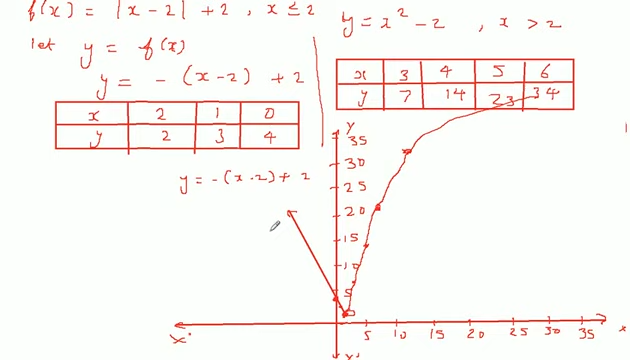 f(x) = |x - 2| + 2 , x ≤ 2
let y = f(x)
y = - (x - 2) + 2
x 2 1 0
y 2 3 4
y = x² - 2 , x > 2
x 3 4 5 6
y 7 14 23 34
y = -(x - 2) + 2
Y
35
30
25
20
15
10
5
0
5 10 15 20 25 30 35
x' x